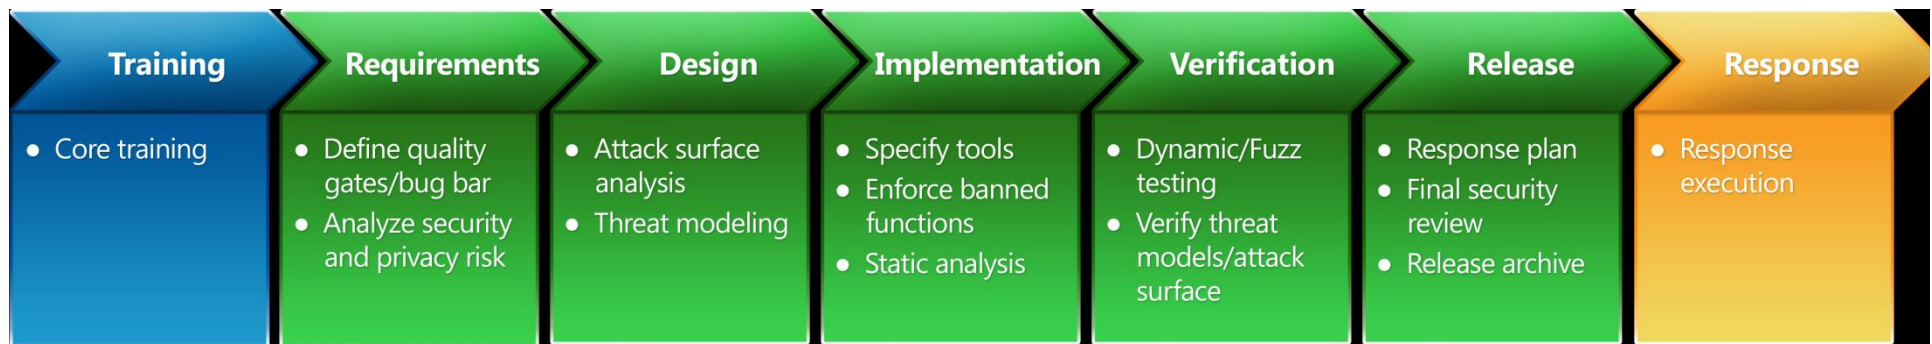 Training
● Core training
Requirements
● Define quality
gates/bug bar
● Analyze security
and privacy risk
Design
● Attack surface
analysis
● Threat modeling
Implementation
● Specify tools
● Enforce banned
functions
● Static analysis
Verification
● Dynamic/Fuzz
testing
● Verify threat
models/attack
surface
Release
● Response plan
● Final security
review
● Release archive
Response
● Response
execution